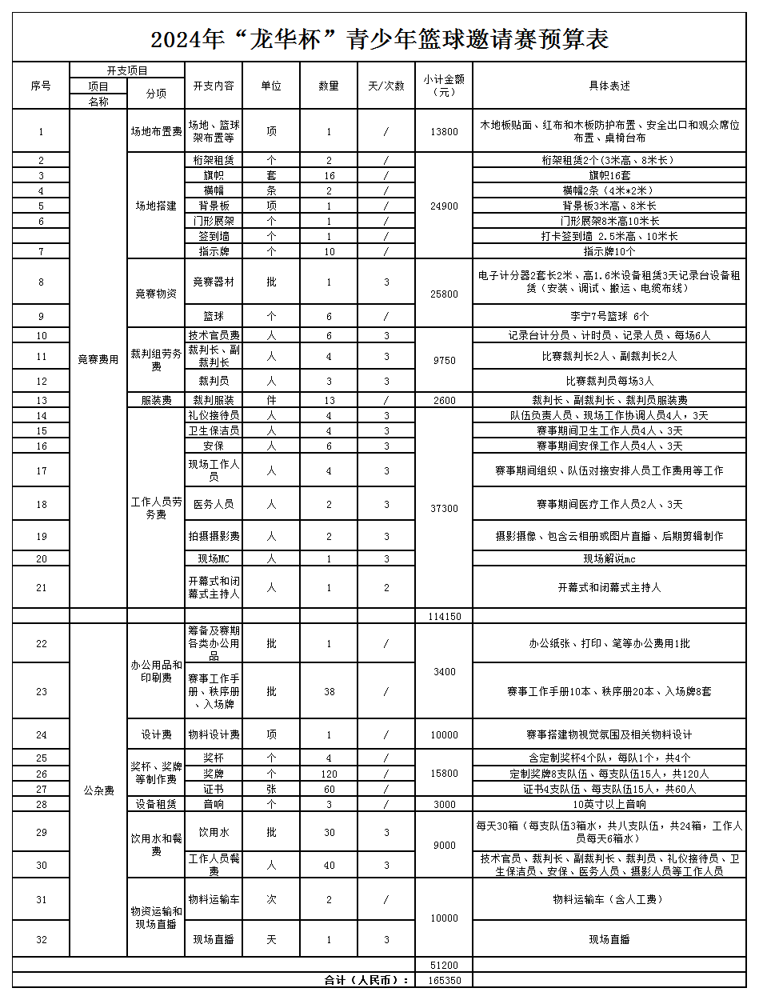 2024年“龙华杯”青少年篮球邀请赛预算表
序号 开支项目 开支内容 单位 数量 天/次数 小计金额（元） 具体表述
项目 分项
名称
1 竟赛费用 场地布置费 场地、篮球架布置等 项 1 / 13800 木地板贴面、红布和木板防护布置、安全出口和观众席位布置、桌椅台布
2 场地搭建 桁架租赁 个 2 / 24900 桁架租赁2个(3米高、8米长）
3 旗帜 套 16 / 旗帜16套
4 横幅 条 2 / 横幅2条（4米*2米）
5 背景板 项 1 / 背景板3米高、8米长
6 门形展架 个 1 / 门形展架8米高10米长
签到墙 个 1 / 打卡签到墙 2.5米高、10米长
7 指示牌 个 10 / 指示牌10个
8 竟赛物资 竟赛器材 批 1 3 25800 电子计分器2套长2米、高1.6米设备租赁3天记录台设备租赁（安装、调试、搬运、电缆布线）
9 篮球 个 6 / 李宁7号篮球 6个
10 裁判组劳务费 技术官员费 人 6 3 9750 记录台计分员、计时员、记录人员、每场6人
11 裁判长、副裁判长 人 4 3 比赛裁判长2人、副裁判长2人
12 裁判员 人 3 3 比赛裁判员每场3人
13 服装费 裁判服装 件 13 / 2600 裁判长、副裁判长、裁判员服装费
14 工作人员劳务费 礼仪接待员 人 4 3 37300 队伍负责人员、现场工作协调人员4人，3天
15 卫生保洁员 人 4 3 赛事期间卫生工作人员4人、3天
16 安保 人 6 3 赛事期间安保工作人员4人、3天
17 现场工作人员 人 4 3 赛事期间组织、队伍对接安排人员工作费用等工作
18 医务人员 人 2 3 赛事期间医疗工作人员2人、3天
19 拍摄摄影费 人 2 3 摄影摄像、包含云相册或图片直播、后期剪辑制作
20 现场MC 人 1 3 现场解说mc
21 开幕式和闭幕式主持人 人 1 2 开幕式和闭幕式主持人
114150
22 公杂费 办公用品和印刷费 筹备及赛期各类办公用品 批 1 / 3400 办公纸张、打印、笔等办公费用1批
23 赛事工作手册、秩序册、入场牌 批 38 / 赛事工作手册10本、秩序册20本、入场牌8套
24 设计费 物料设计费 项 1 / 10000 赛事搭建物视觉氛围及相关物料设计
25 奖杯、奖牌等制作费 奖杯 个 4 / 15800 含定制奖杯4个队，每队1个，共4个
26 奖牌 个 120 / 定制奖牌8支队伍、每支队伍15人，共120人
27 证书 张 60 / 证书4支队伍、每支队伍15人，共60人
28 设备租赁 音响 个 3 / 3000 10英寸以上音响
29 饮用水和餐费 饮用水 批 30 3 9000 每天30箱（每支队伍3箱水，共八支队伍，共24箱，工作人员每天6箱水）
30 工作人员餐费 人 40 3 技术官员、裁判长、副裁判长、裁判员、礼仪接待员、卫生保洁员、安保、医务人员、摄影人员等工作人员
31 物资运输和现场直播 物料运输车 次 2 / 10000 物料运输车（含人工费）
32 现场直播 天 1 3 现场直播
51200
合计（人民币）： 165350